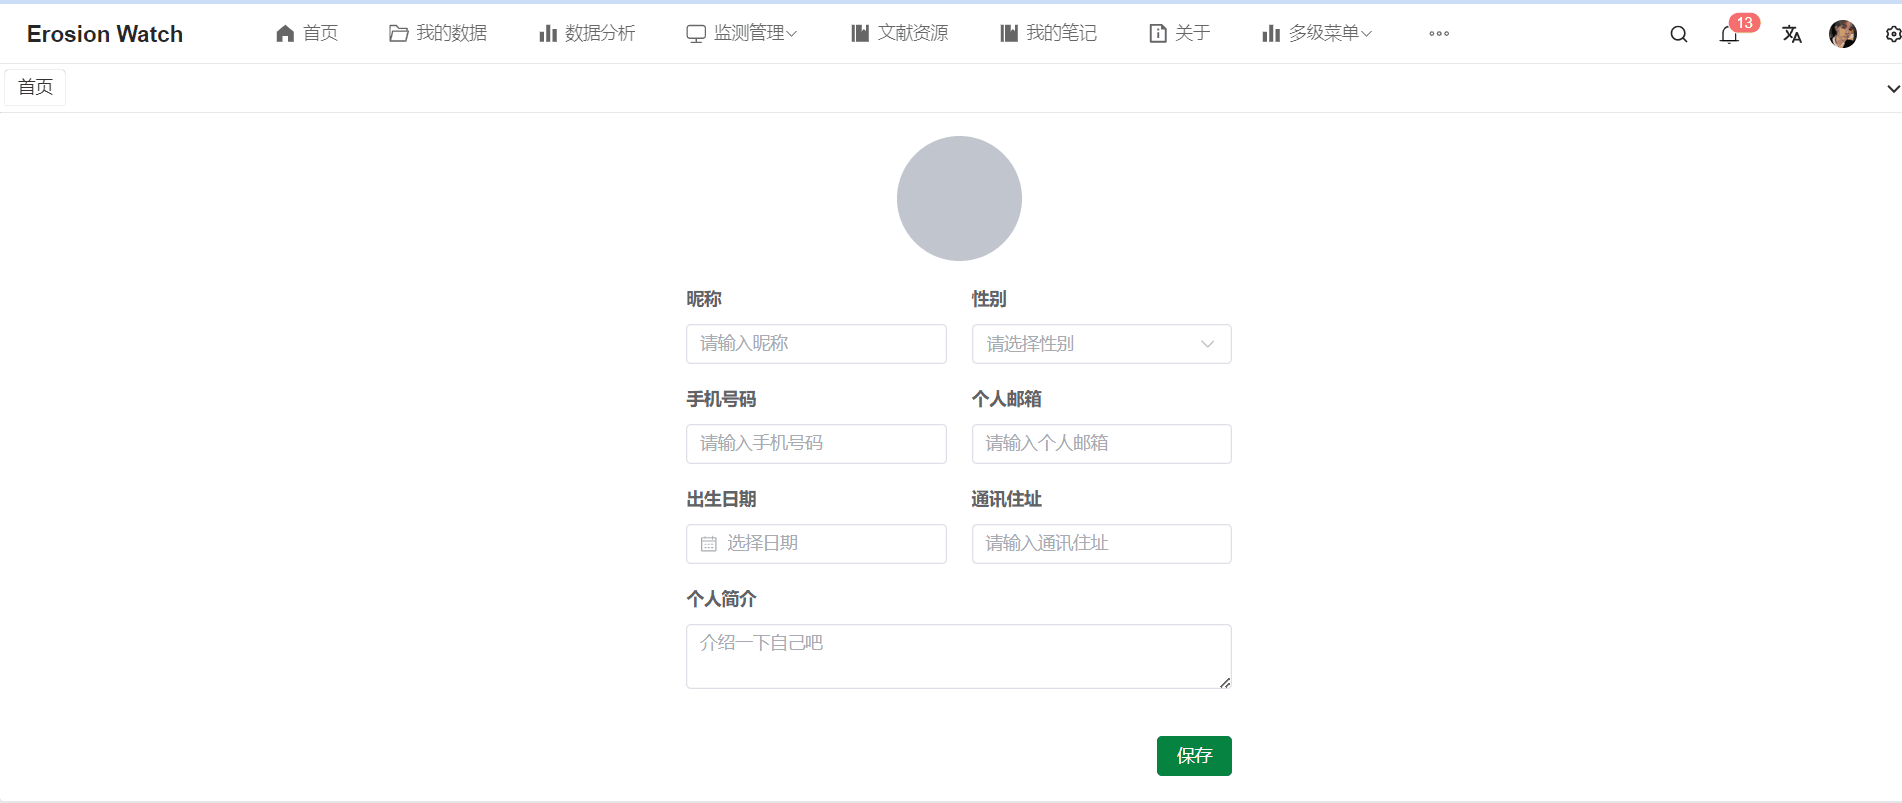 Erosion Watch 首页 我的数据 数据分析 监测管理 文献资源 我的笔记 关于 多级菜单 13
首页
昵称 性别
请输入昵称 请选择性别
手机号码 个人邮箱
请输入手机号码 请输入个人邮箱
出生日期 通讯住址
选择日期 请输入通讯住址
个人简介
介绍一下自己吧
保存